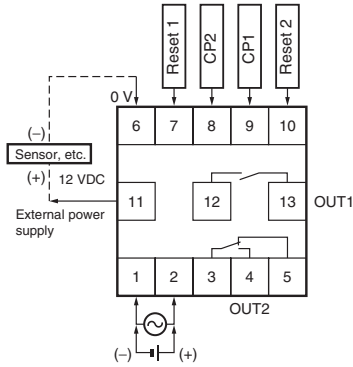 Reset 1
CP2
CP1
Reset 2
0 V
6
7
8
9
10
(–)
Sensor, etc.
(+)
12 VDC
11
12
13
OUT1
External power
supply
1
2
3
4
5
OUT2
(–)
(+)